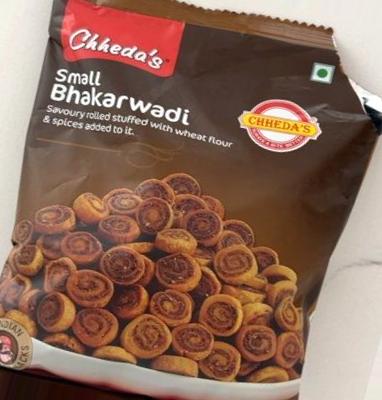 Chheda's
Small
Bhakarwadi
Savoury rolled stuffed with wheat flour
& spices added to it.
CHHEDA'S